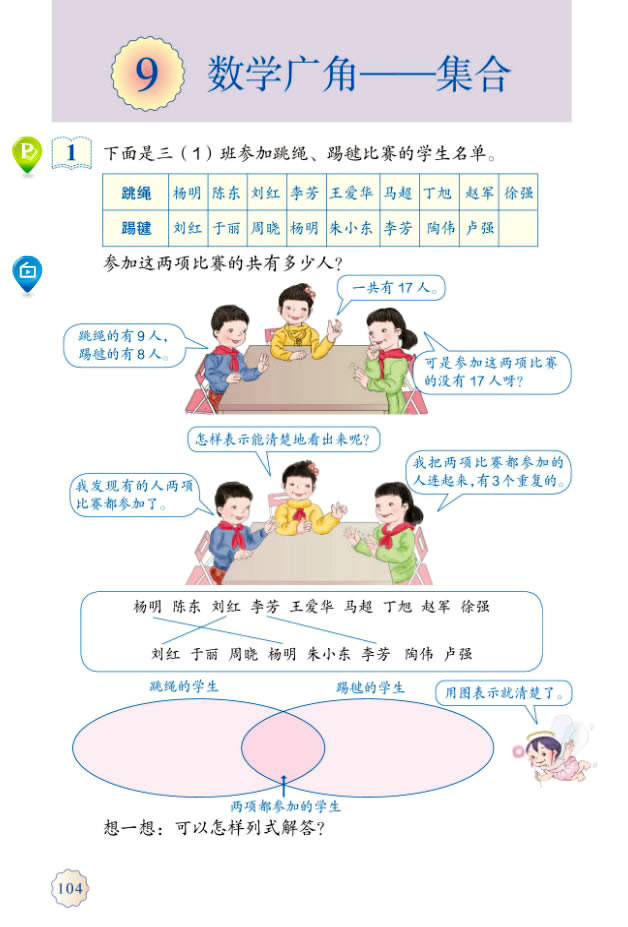 9 数学广角——集合
P
1 下面是三（1）班参加跳绳、踢毽比赛的学生名单。
跳绳 杨明 陈东 刘红 李芳 王爱华 马超 丁旭 赵军 徐强
踢毽 刘红 于丽 周晓 杨明 朱小东 李芳 陶伟 卢强
参加这两项比赛的共有多少人？
一共有 17 人。
跳绳的有 9 人，
踢毽的有 8 人。
可是参加这两项比赛
的没有 17 人呀？
怎样表示能清楚地看出来呢？
我发现有的人两项
比赛都参加了。
我把两项比赛都参加的
人连起来，有3个重复的。
杨明 陈东 刘红 李芳 王爱华 马超 丁旭 赵军 徐强
刘红 于丽 周晓 杨明 朱小东 李芳 陶伟 卢强
跳绳的学生 踢毽的学生
用图表示就清楚了。
两项都参加的学生
想一想：可以怎样列式解答？
104